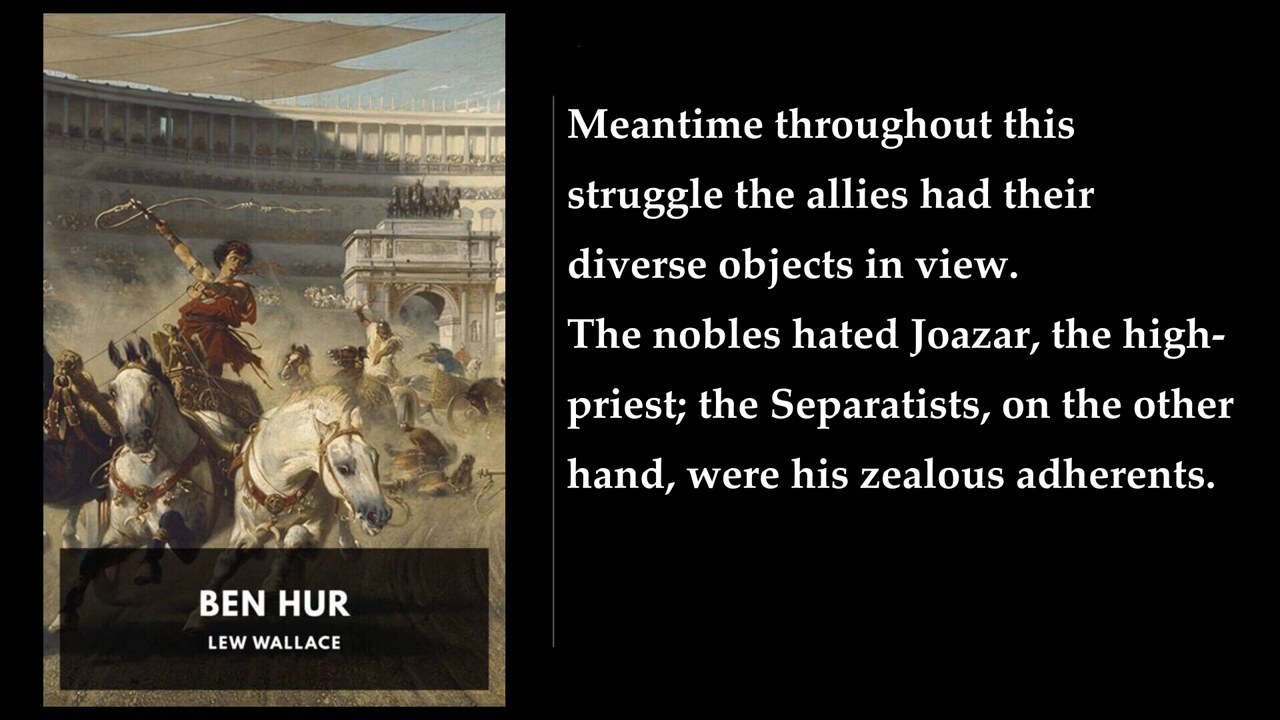 BEN HUR
LEW WALLACE
Meantime throughout this
struggle the allies had their
diverse objects in view.
The nobles hated Joazar, the high-
priest; the Separatists, on the other
hand, were his zealous adherents.